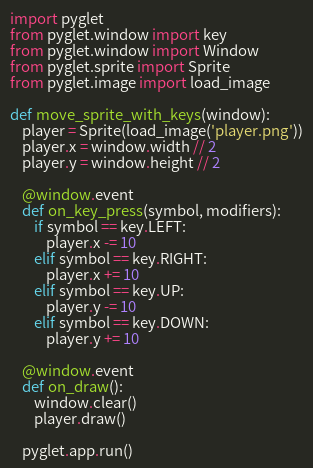 import pyglet
from pyglet.window import key
from pyglet.window import Window
from pyglet.sprite import Sprite
from pyglet.image import load_image

def move_sprite_with_keys(window):
    player = Sprite(load_image('player.png'))
    player.x = window.width // 2
    player.y = window.height // 2

    @window.event
    def on_key_press(symbol, modifiers):
        if symbol == key.LEFT:
            player.x -= 10
        elif symbol == key.RIGHT:
            player.x += 10
        elif symbol == key.UP:
            player.y -= 10
        elif symbol == key.DOWN:
            player.y += 10

    @window.event
    def on_draw():
        window.clear()
        player.draw()

    pyglet.app.run()